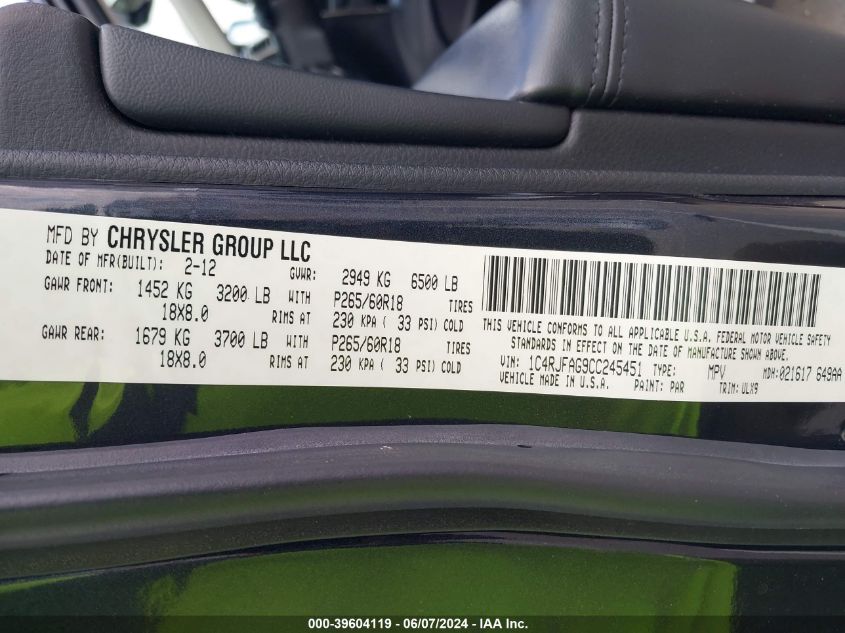 MFD BY CHRYSLER GROUP LLC
DATE OF MFR(BUILT): 2-12 GVWR: 2949 KG 6500 LB
GAWR FRONT: 1452 KG 3200 LB WITH P265/60R18 TIRES
18X8.0 RIMS AT 230 KPA ( 33 PSI) COLD
GAWR REAR: 1679 KG 3700 LB WITH P265/60R18 TIRES
18X8.0 RIMS AT 230 KPA ( 33 PSI) COLD
THIS VEHICLE CONFORMS TO ALL APPLICABLE U.S.A. FEDERAL MOTOR VEHICLE SAFETY
STANDARDS IN EFFECT ON THE DATE OF MANUFACTURE SHOWN ABOVE.
VIN: 1C4RJFAG9CC245451 TYPE: MPV MDH:021617 649AA
VEHICLE MADE IN U.S.A. PAINT: PAR TRIM: ULX9
000-39604119 - 06/07/2024 - IAA Inc.